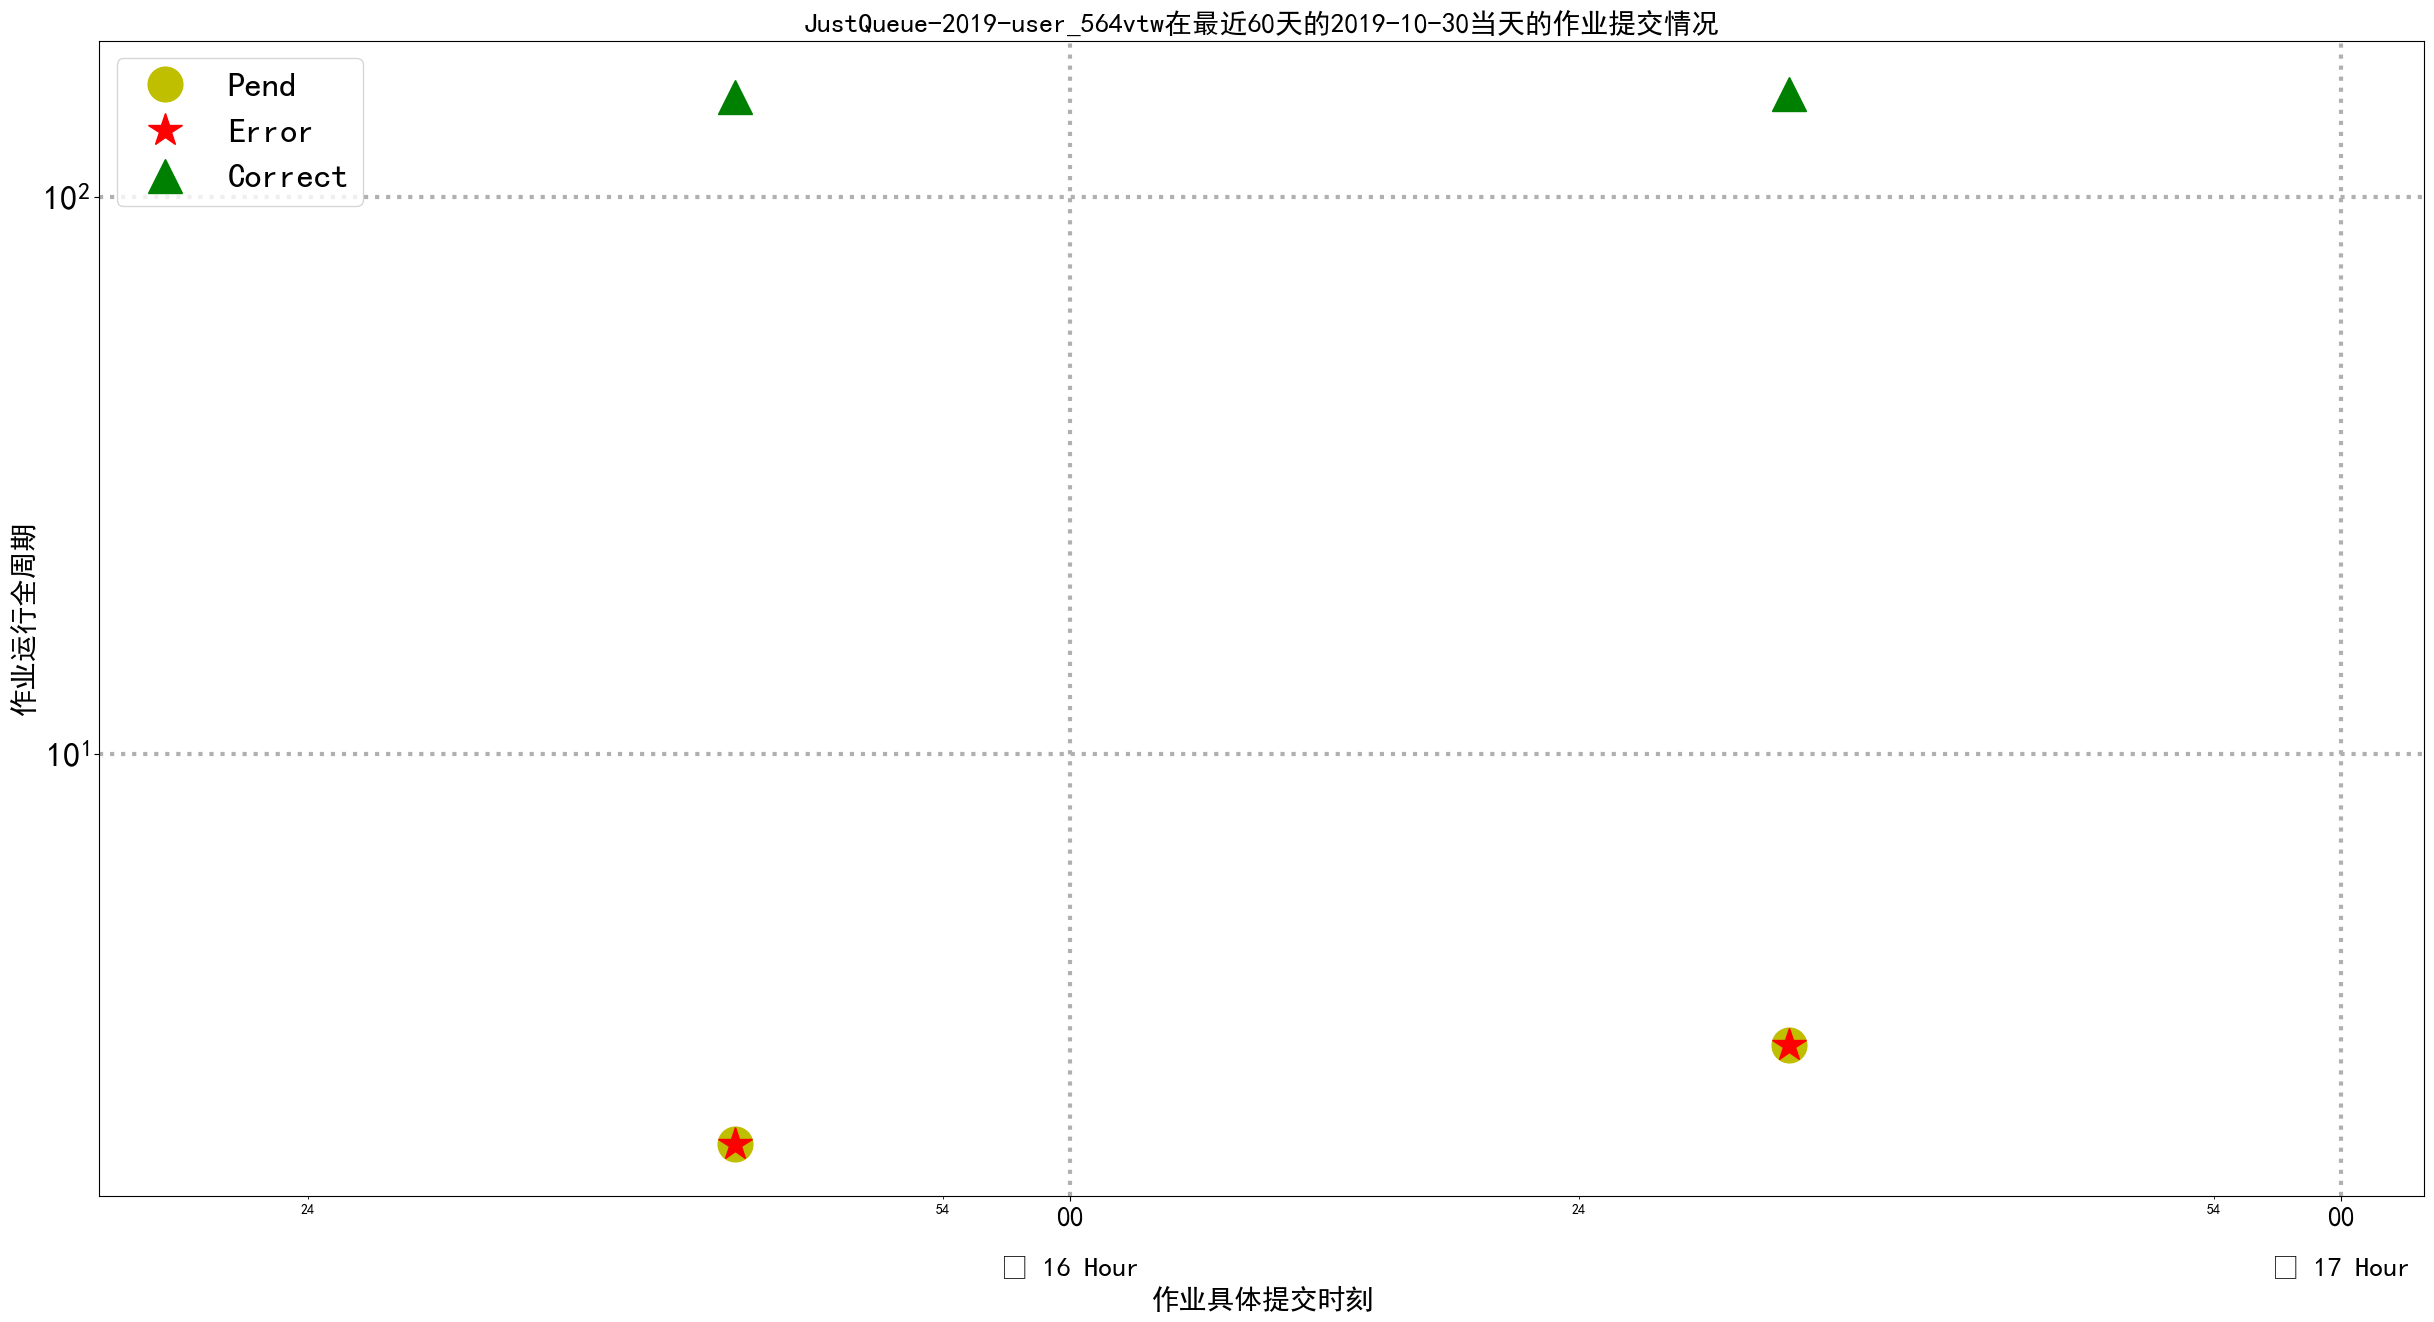 JustQueue-2019-user_564vtw在最近60天的2019-10-30当天的作业提交情况
Pend
Error
Correct
10²
10¹
作业运行全周期
24
54
00
24
54
00
16 Hour
17 Hour
作业具体提交时刻